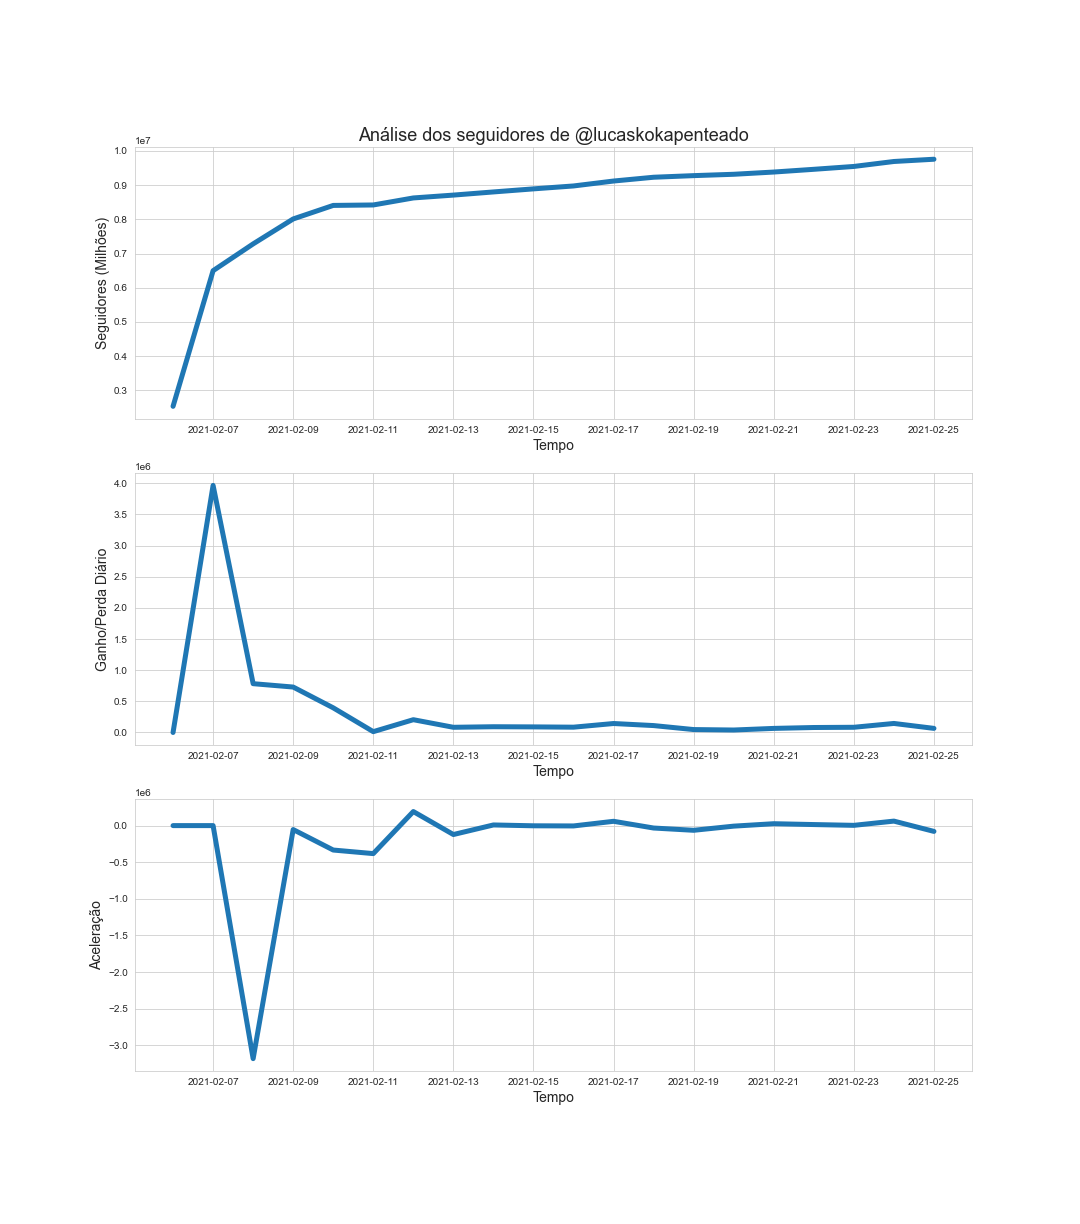 Análise dos seguidores de @lucaskokapenteado
1e7
1.0
0.9
0.8
0.7
0.6
0.5
0.4
0.3
Seguidores (Milhões)
2021-02-07 2021-02-09 2021-02-11 2021-02-13 2021-02-15 2021-02-17 2021-02-19 2021-02-21 2021-02-23 2021-02-25
Tempo
1e6
4.0
3.5
3.0
2.5
2.0
1.5
1.0
0.5
0.0
Ganho/Perda Diário
2021-02-07 2021-02-09 2021-02-11 2021-02-13 2021-02-15 2021-02-17 2021-02-19 2021-02-21 2021-02-23 2021-02-25
Tempo
1e6
0.0
−0.5
−1.0
−1.5
−2.0
−2.5
−3.0
Aceleração
2021-02-07 2021-02-09 2021-02-11 2021-02-13 2021-02-15 2021-02-17 2021-02-19 2021-02-21 2021-02-23 2021-02-25
Tempo